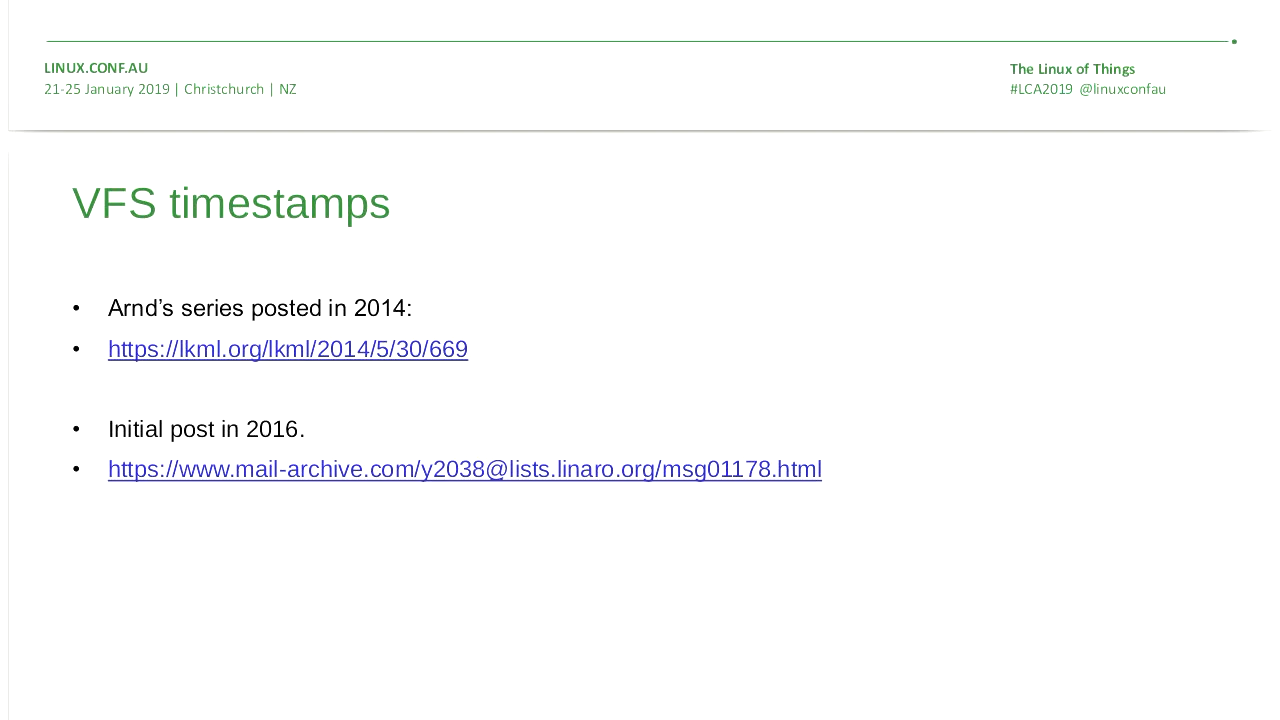 LINUX.CONF.AU
21-25 January 2019 | Christchurch | NZ
The Linux of Things
#LCA2019 @linuxconfau
VFS timestamps
• Arnd’s series posted in 2014:
• https://lkml.org/lkml/2014/5/30/669
• Initial post in 2016.
• https://www.mail-archive.com/y2038@lists.linaro.org/msg01178.html